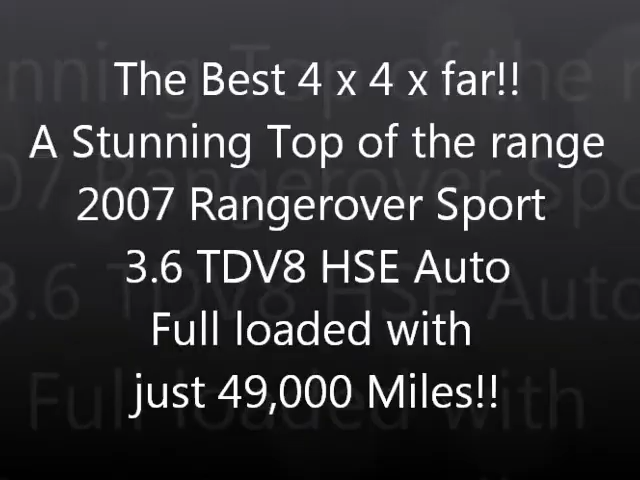 The Best 4 x 4 x far!!
A Stunning Top of the range
2007 Rangerover Sport
3.6 TDV8 HSE Auto
Full loaded with
just 49,000 Miles!!